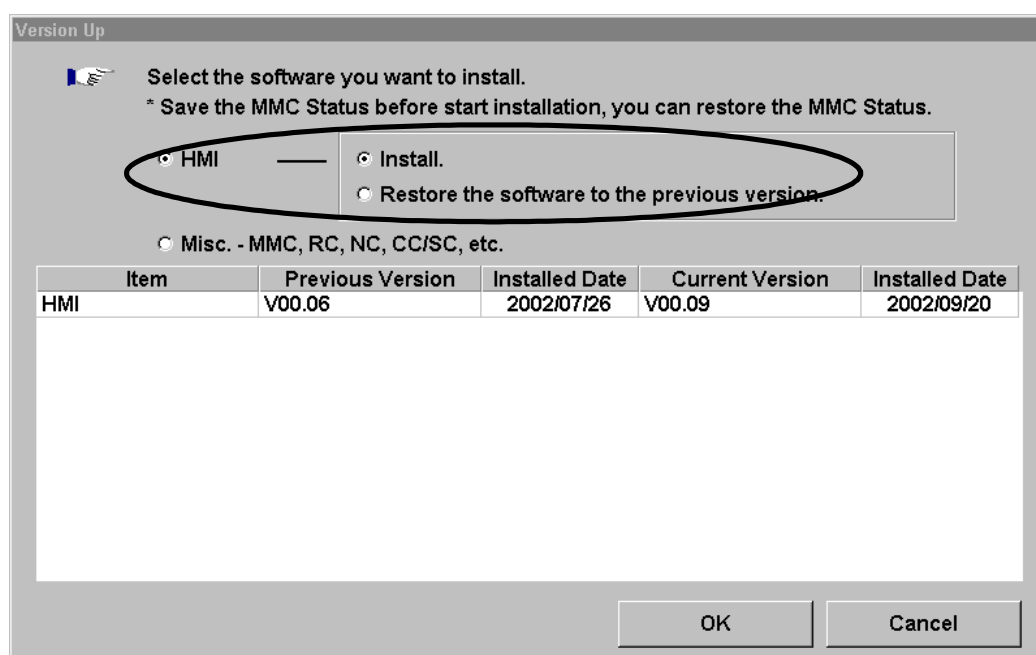 Version Up
Select the software you want to install.
* Save the MMC Status before start installation, you can restore the MMC Status.
HMI Install.
Restore the software to the previous version.
Misc. - MMC, RC, NC, CC/SC, etc.
Item Previous Version Installed Date Current Version Installed Date
HMI V00.06 2002/07/26 V00.09 2002/09/20
OK Cancel